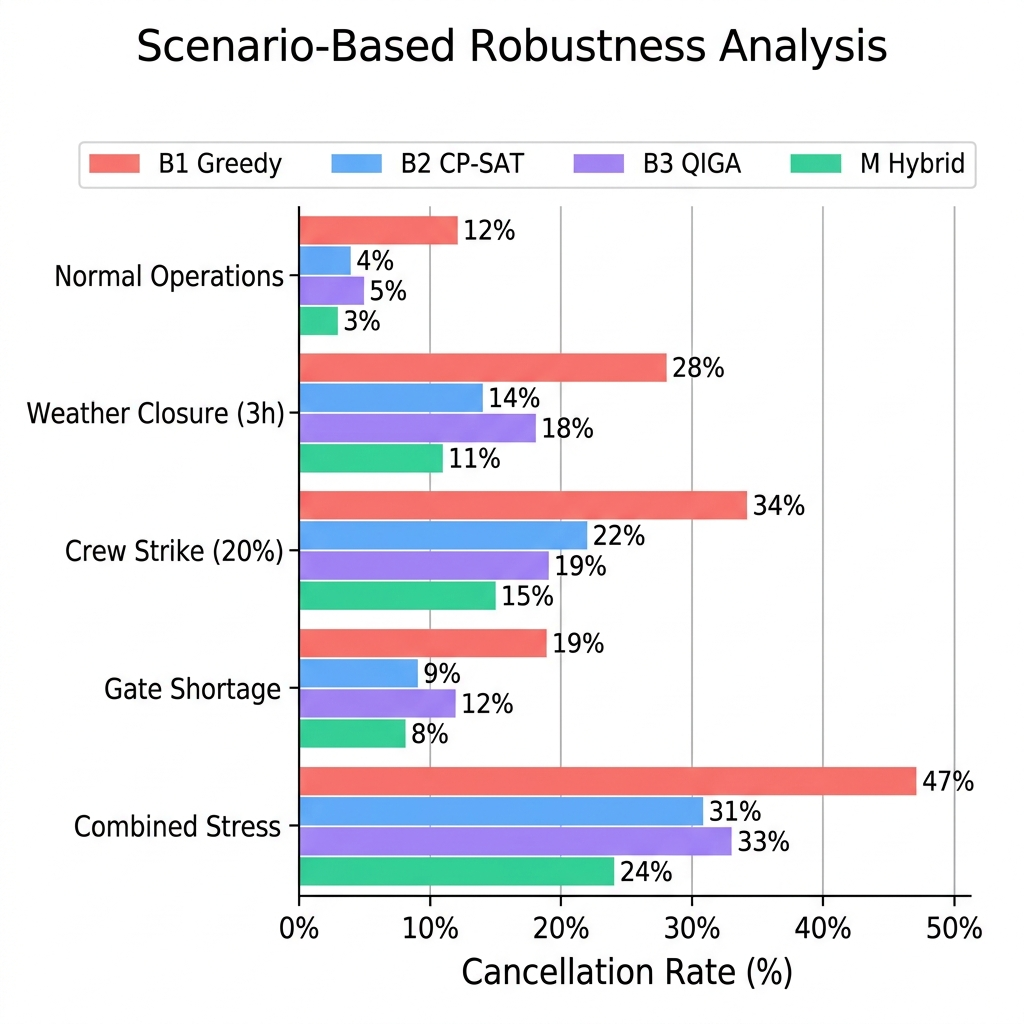 Scenario-Based Robustness Analysis
B1 Greedy B2 CP-SAT B3 QIGA M Hybrid
Normal Operations
12%
4%
5%
3%
Weather Closure (3h)
28%
14%
18%
11%
Crew Strike (20%)
34%
22%
19%
15%
Gate Shortage
19%
9%
12%
8%
Combined Stress
47%
31%
33%
24%
0% 10% 20% 30% 40% 50%
Cancellation Rate (%)